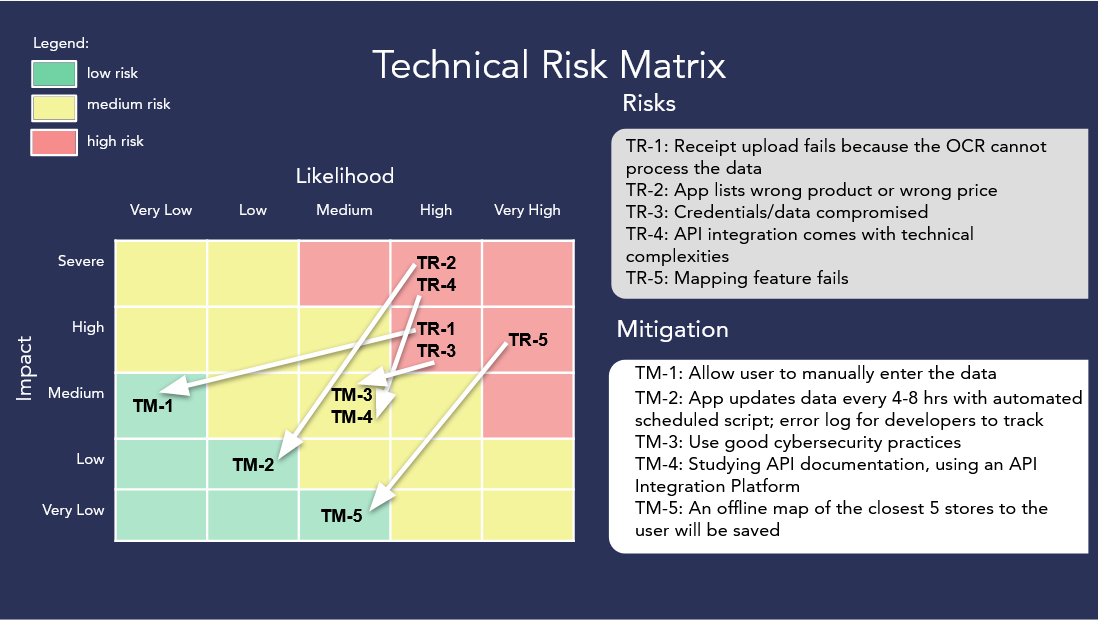 Legend:
low risk
medium risk
high risk
Technical Risk Matrix
Likelihood
Very Low Low Medium High Very High
Impact
Severe TR-2
TR-4
High TR-1 TR-5
TR-3
Medium TM-1 TM-3
TM-4
Low TM-2
Very Low TM-5
Risks
TR-1: Receipt upload fails because the OCR cannot
process the data
TR-2: App lists wrong product or wrong price
TR-3: Credentials/data compromised
TR-4: API integration comes with technical
complexities
TR-5: Mapping feature fails
Mitigation
TM-1: Allow user to manually enter the data
TM-2: App updates data every 4-8 hrs with automated
scheduled script; error log for developers to track
TM-3: Use good cybersecurity practices
TM-4: Studying API documentation, using an API
Integration Platform
TM-5: An offline map of the closest 5 stores to the
user will be saved